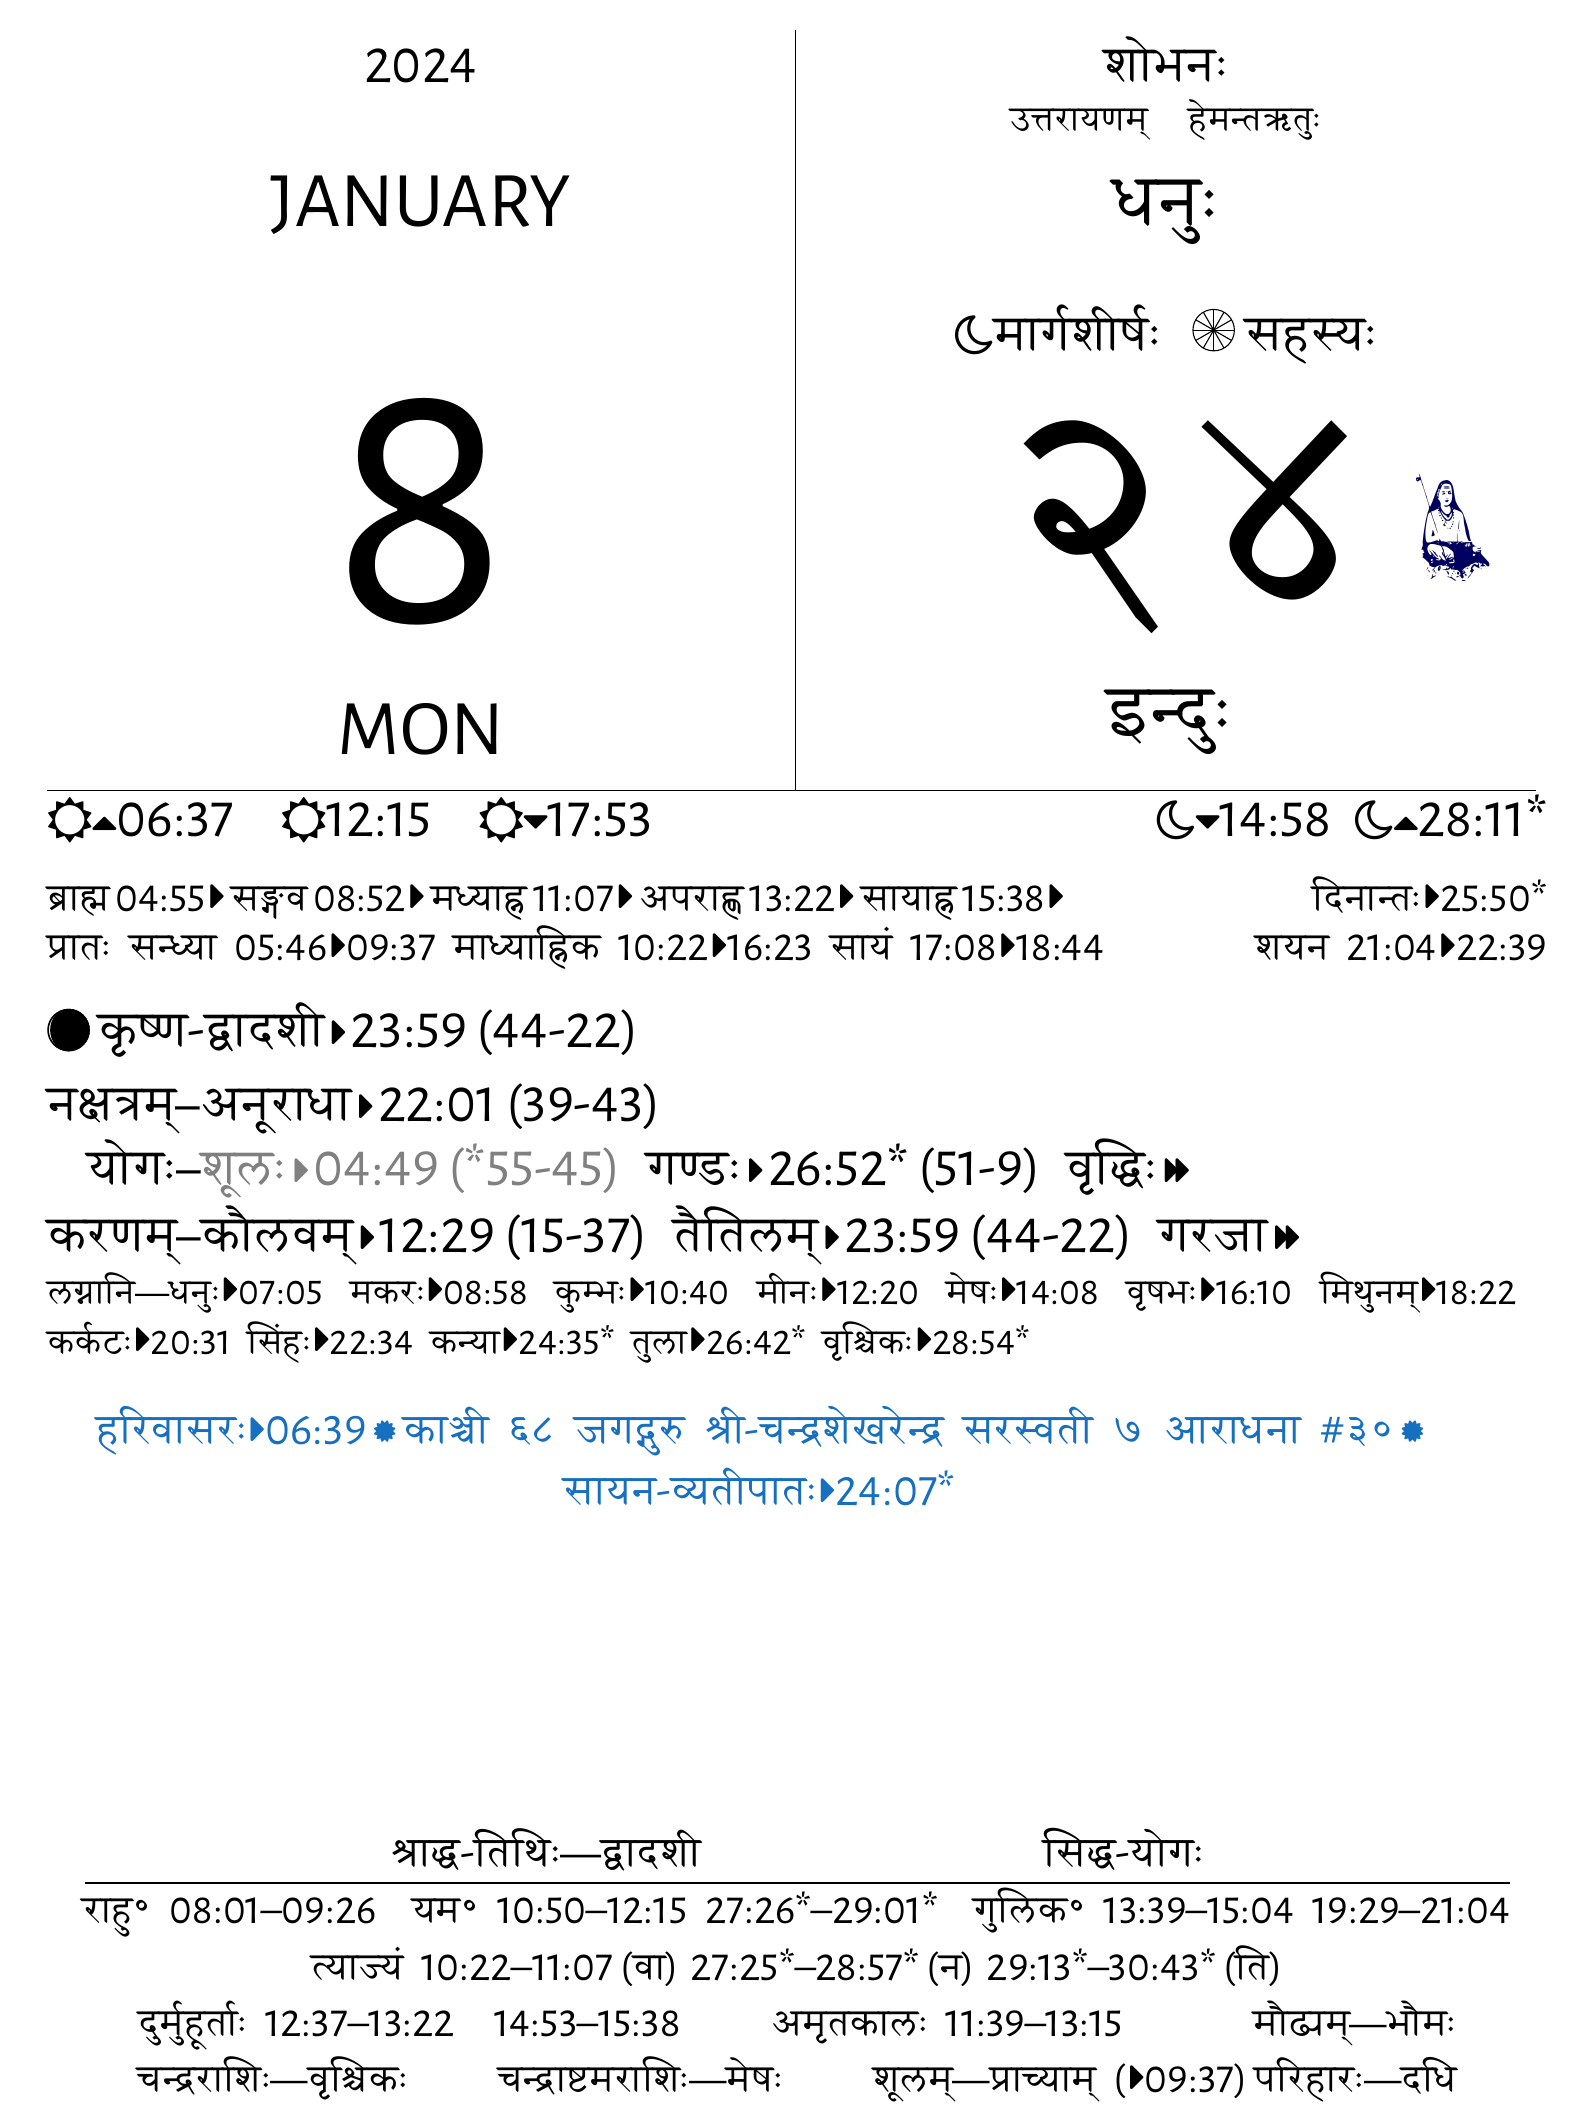 2024
JANUARY
8
MON
शोभनः
उत्तरायणम् हेमन्तऋतुः
धनुः
मार्गशीर्षः सहस्यः
२४
इन्दुः
06:37 12:15 17:53 14:58 28:11*
ब्राह्म 04:55 सङ्गव 08:52 मध्याह्न 11:07 अपराह्ण 13:22 सायाह्न 15:38 दिनान्तः 25:50*
प्रातः सन्ध्या 05:46 09:37 माध्याह्निक 10:22 16:23 सायं 17:08 18:44 शयन 21:04 22:39
कृष्ण-द्वादशी 23:59 (44-22)
नक्षत्रम्–अनूराधा 22:01 (39-43)
योगः–शूलः 04:49 (*55-45) गण्डः 26:52* (51-9) वृद्धिः
करणम्–कौलवम् 12:29 (15-37) तैतिलम् 23:59 (44-22) गरजा
लग्नानि—धनुः 07:05 मकरः 08:58 कुम्भः 10:40 मीनः 12:20 मेषः 14:08 वृषभः 16:10 मिथुनम् 18:22
कर्कटः 20:31 सिंहः 22:34 कन्या 24:35* तुला 26:42* वृश्चिकः 28:54*
हरिवासरः 06:39 काञ्ची ६८ जगद्गुरु श्री-चन्द्रशेखरेन्द्र सरस्वती ७ आराधना #३०
सायन-व्यतीपातः 24:07*
श्राद्ध-तिथिः—द्वादशी सिद्ध-योगः
राहु॰ 08:01–09:26 यम॰ 10:50–12:15 27:26*–29:01* गुलिक॰ 13:39–15:04 19:29–21:04
त्याज्यं 10:22–11:07 (वा) 27:25*–28:57* (न) 29:13*–30:43* (ति)
दुर्मुहूर्ताः 12:37–13:22 14:53–15:38 अमृतकालः 11:39–13:15 मौढ्यम्—भौमः
चन्द्रराशिः—वृश्चिकः चन्द्राष्टमराशिः—मेषः शूलम्—प्राच्याम् (09:37) परिहारः—दधि